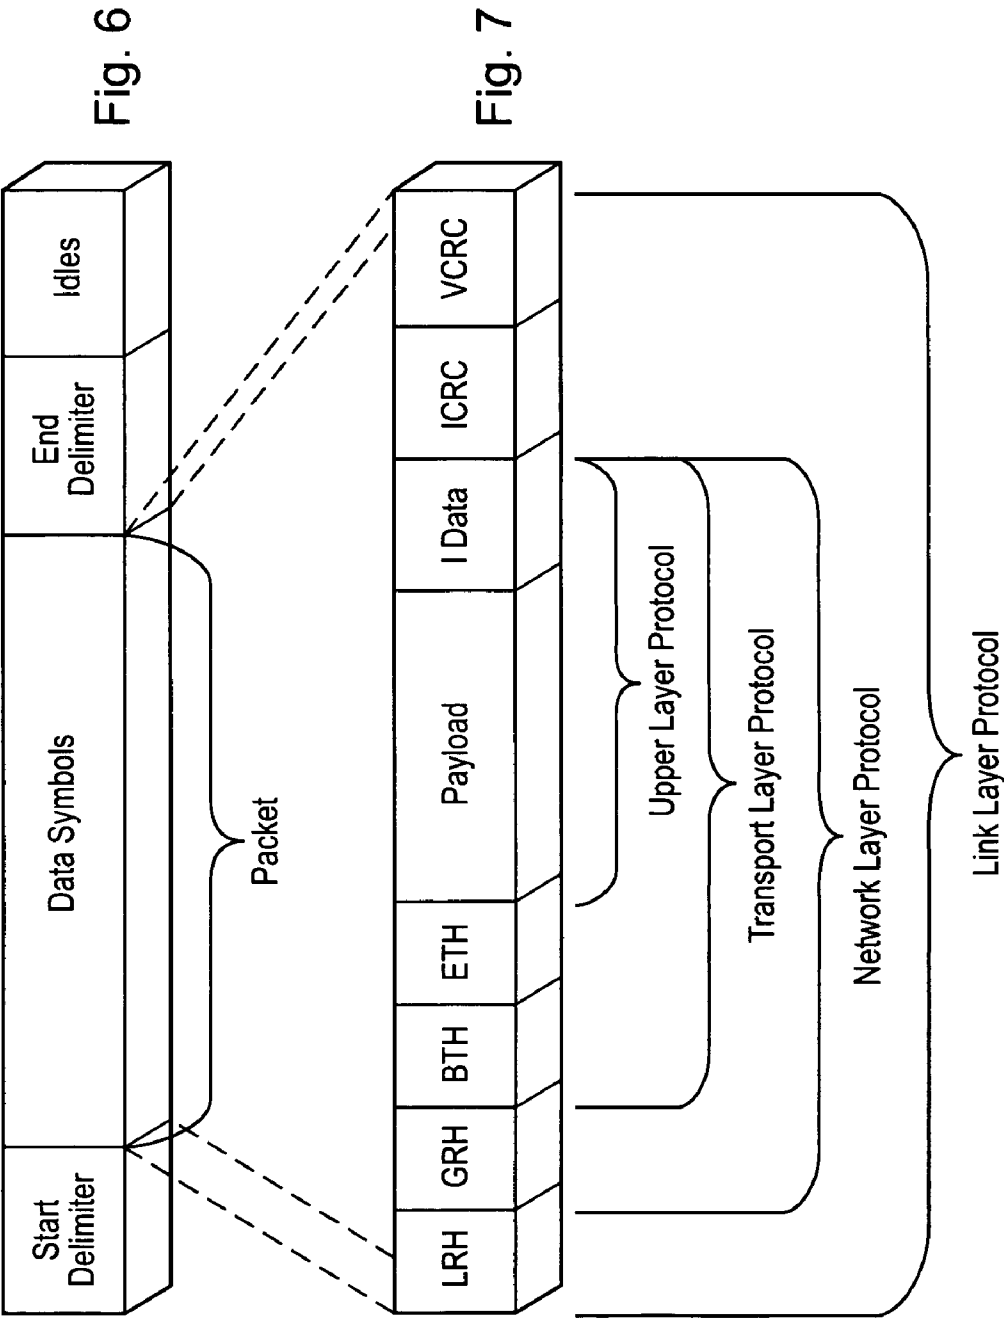 Fig. 6
Start
Delimiter
Data Symbols
End
Delimiter
Idles
Packet
Fig. 7
LRH
GRH
BTH
ETH
Payload
I Data
ICRC
VCRC
Upper Layer Protocol
Transport Layer Protocol
Network Layer Protocol
Link Layer Protocol